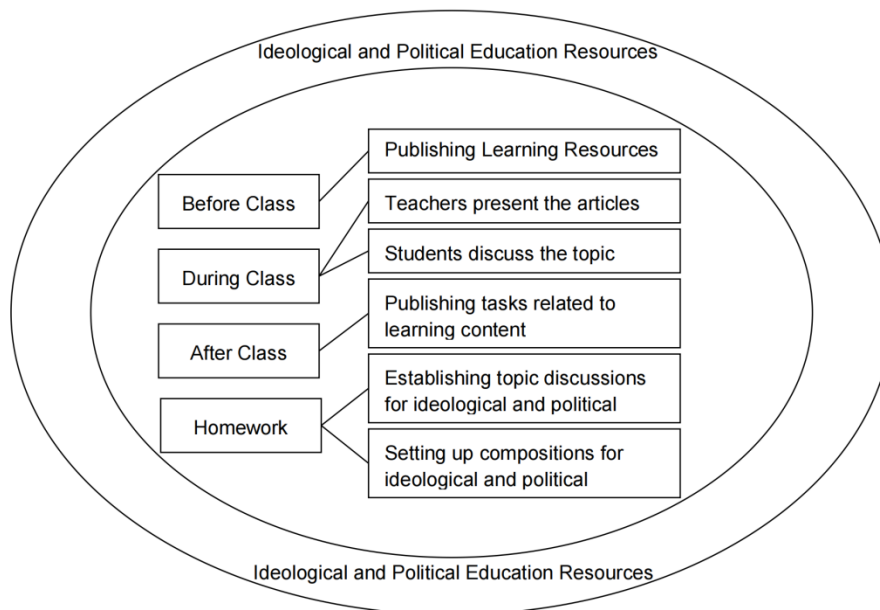 Ideological and Political Education Resources
Before Class
Publishing Learning Resources
During Class
Teachers present the articles
Students discuss the topic
After Class
Publishing tasks related to
learning content
Homework
Establishing topic discussions
for ideological and political
Setting up compositions for
ideological and political
Ideological and Political Education Resources